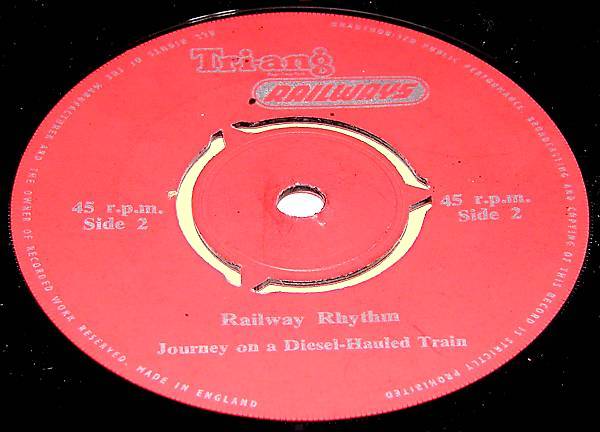 Tri-ang
RAILWAYS
45 r.p.m.
Side 2
45 r.p.m.
Side 2
Railway Rhythm
Journey on a Diesel-Hauled Train
ALL RIGHTS OF THE MANUFACTURER AND THE OWNER OF RECORDED WORK RESERVED. MADE IN ENGLAND
UNAUTHORISED PUBLIC PERFORMANCE, BROADCASTING AND COPYING OF THIS RECORD IS STRICTLY PROHIBITED